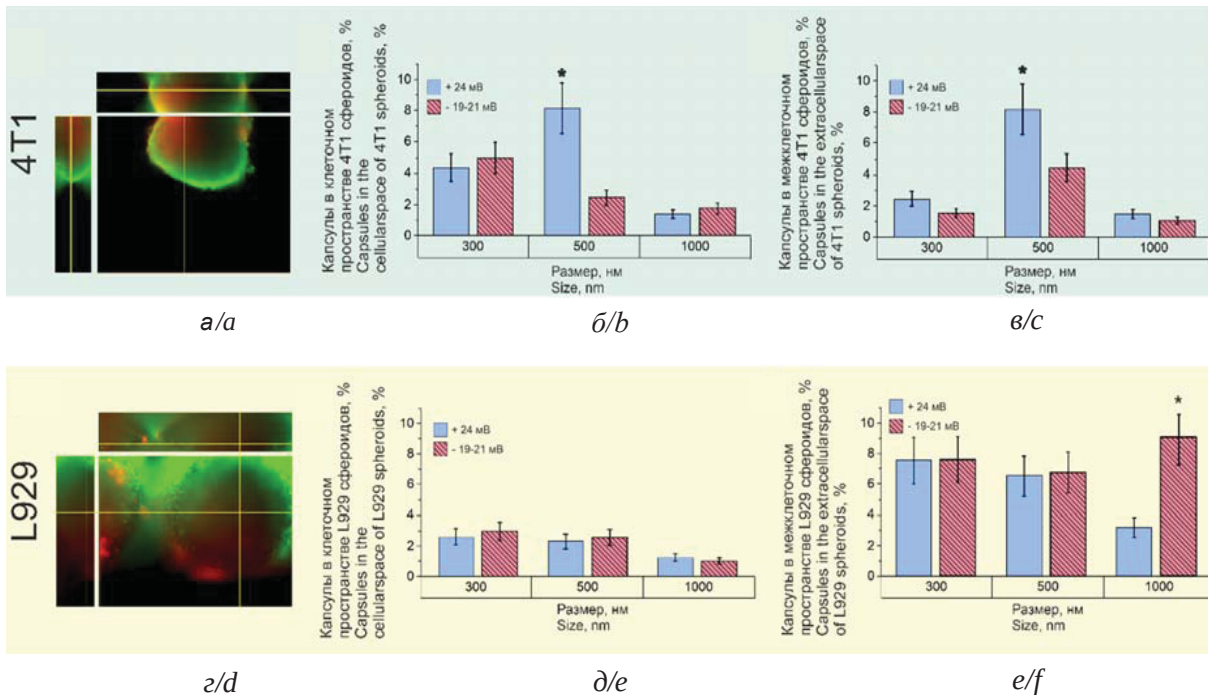 4T1
Капсулы в клеточном
пространстве 4Т1 сфероидов, %
Capsules in the
cellularspace of 4T1 spheroids, %
10
8
6
4
2
0
+ 24 мВ
- 19-21 мВ
*
300 500 1000
Размер, нм
Size, nm
Капсулы в межклеточном
пространстве 4Т1 сфероидов, %
Capsules in the extracellularspace
of 4T1 spheroids, %
10
8
6
4
2
0
+ 24 мВ
- 19-21 мВ
*
300 500 1000
Размер, нм
Size, nm
а/a
б/b
в/c
L929
Капсулы в клеточном
пространстве L929 сфероидов, %
Capsules in the
cellularspace of L929 spheroids, %
10
8
6
4
2
0
+ 24 мВ
- 19-21 мВ
300 500 1000
Размер, нм
Size, nm
Капсулы в межклеточном
пространстве L929 сфероидов, %
Capsules in the extracellularspace
of L929 spheroids, %
10
8
6
4
2
0
+ 24 мВ
- 19-21 мВ
*
300 500 1000
Размер, нм
Size, nm
г/d
д/e
е/f